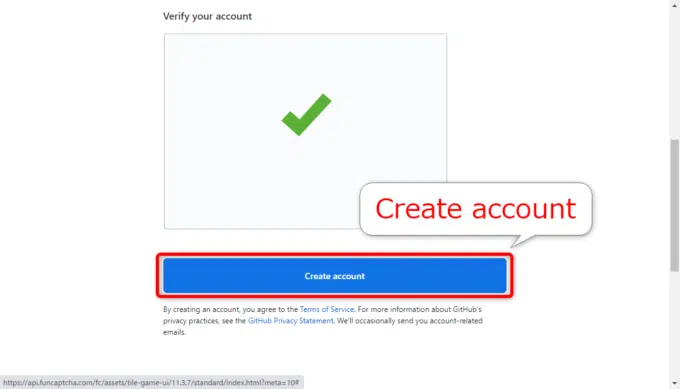 Verify your account
Create account
Create account
By creating an account, you agree to the Terms of Service. For more information about GitHub's
privacy practices, see the GitHub Privacy Statement. We'll occasionally send you account-related
emails.
https://api.funcaptcha.com/fc/assets/tile-game-ui/11.3.7/standard/index.html?meta=10#